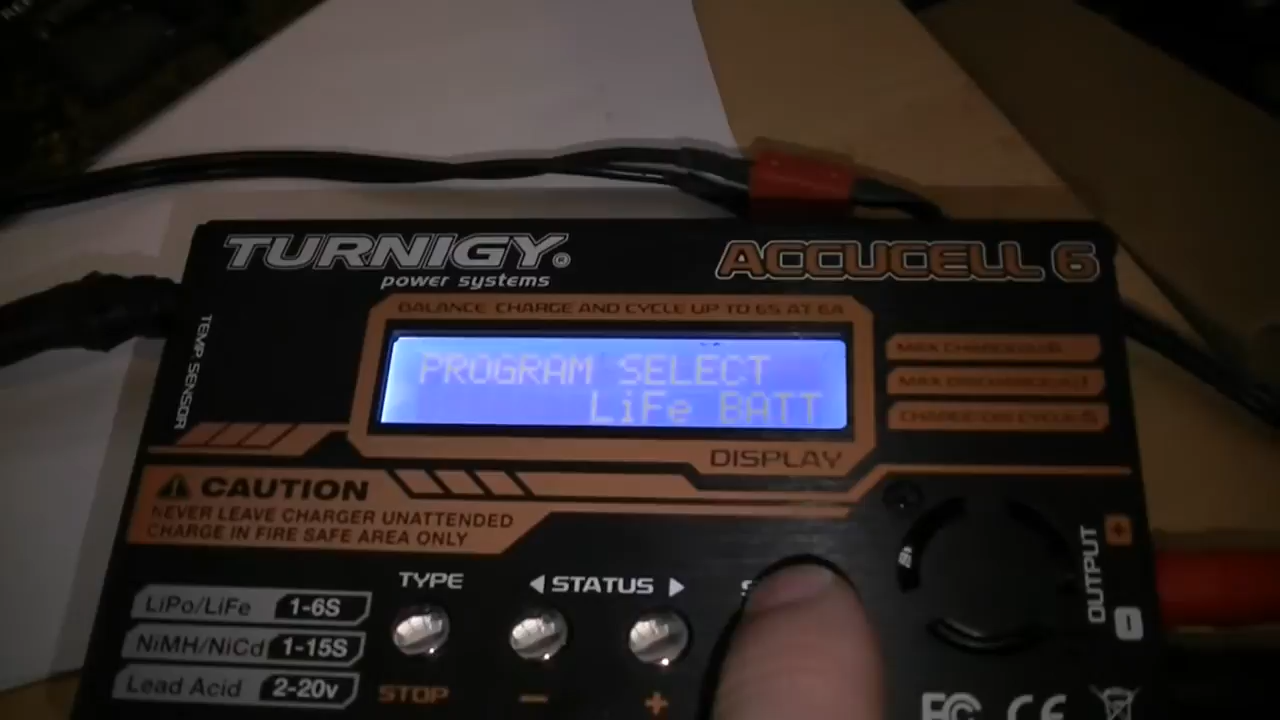 TURNIGY®
power systems
ACCUCELL 6
BALANCE CHARGE AND CYCLE UP TO 6S AT 6A
TEMP. SENSOR
PROGRAM SELECT
LiFe BATT
DISPLAY
CAUTION
NEVER LEAVE CHARGER UNATTENDED
CHARGE IN FIRE SAFE AREA ONLY
OUTPUT
+
TYPE
◀ STATUS ▶
LiPo/LiFe 1-6S
NiMH/NiCd 1-15S
Lead Acid 2-20v
STOP
−
+
FC CE